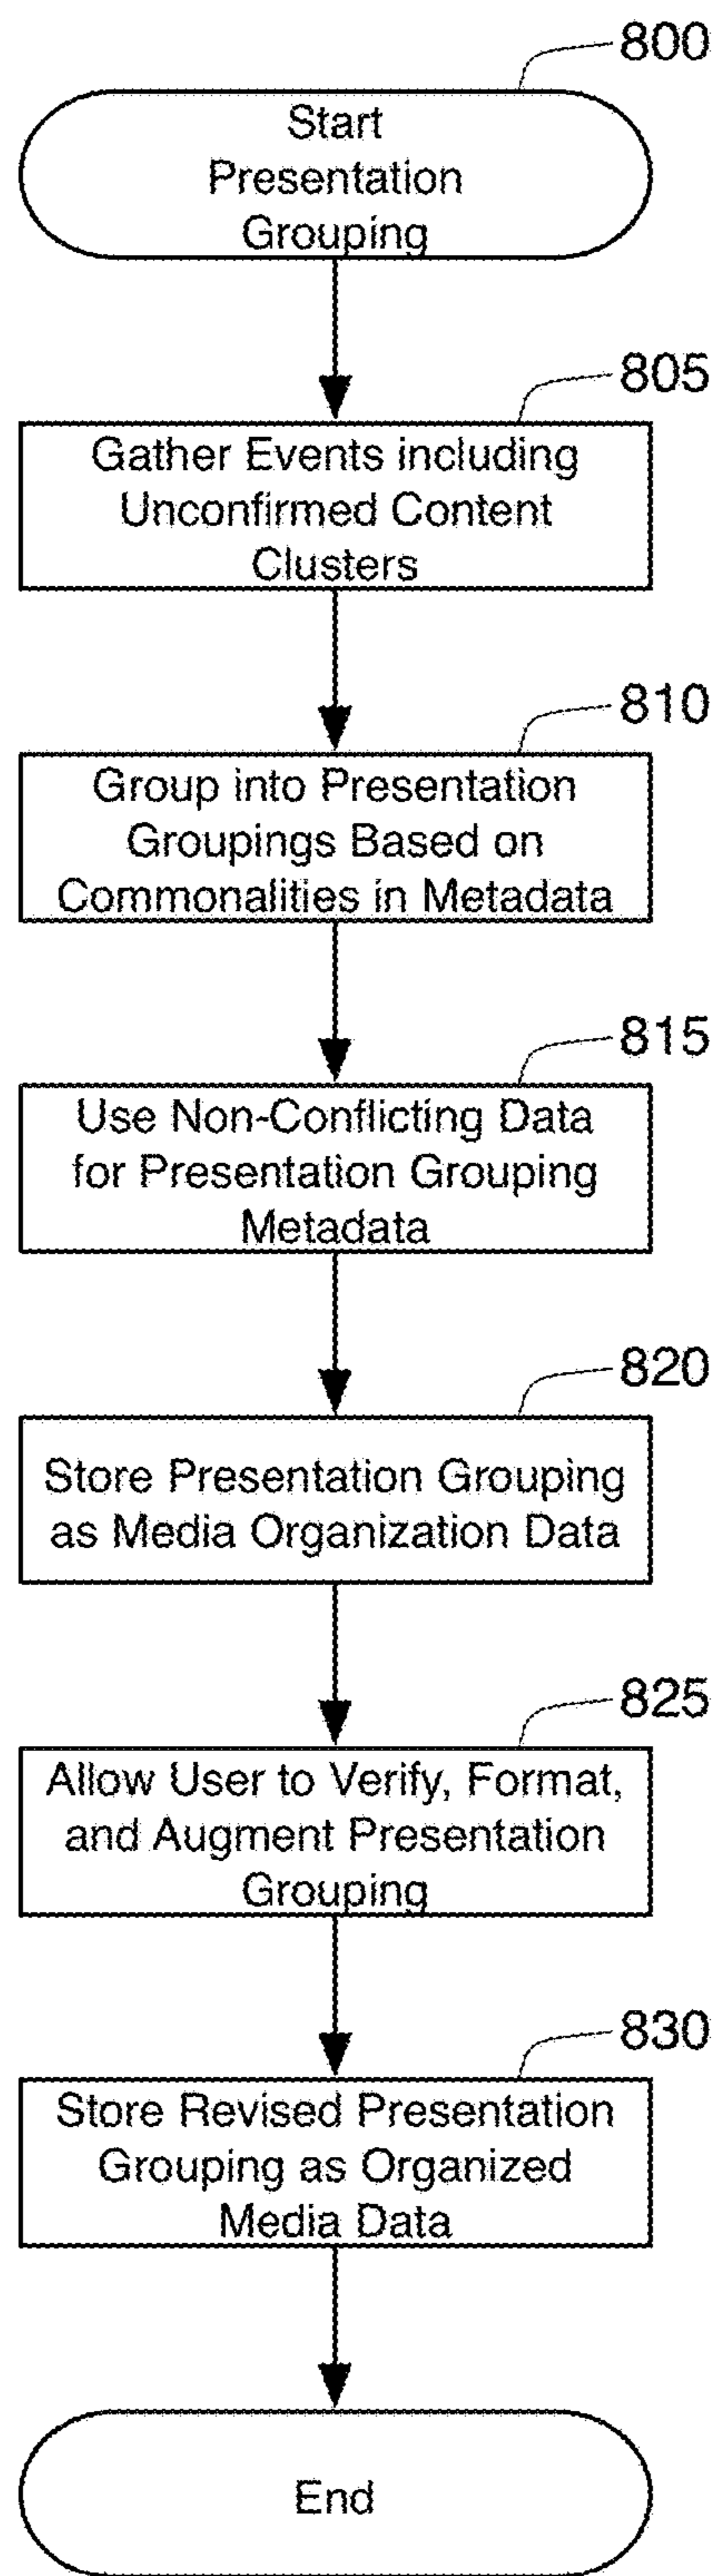 800
Start
Presentation
Grouping
805
Gather Events including
Unconfirmed Content
Clusters
810
Group into Presentation
Groupings Based on
Commonalities in Metadata
815
Use Non-Conflicting Data
for Presentation Grouping
Metadata
820
Store Presentation Grouping
as Media Organization Data
825
Allow User to Verify, Format,
and Augment Presentation
Grouping
830
Store Revised Presentation
Grouping as Organized
Media Data
End